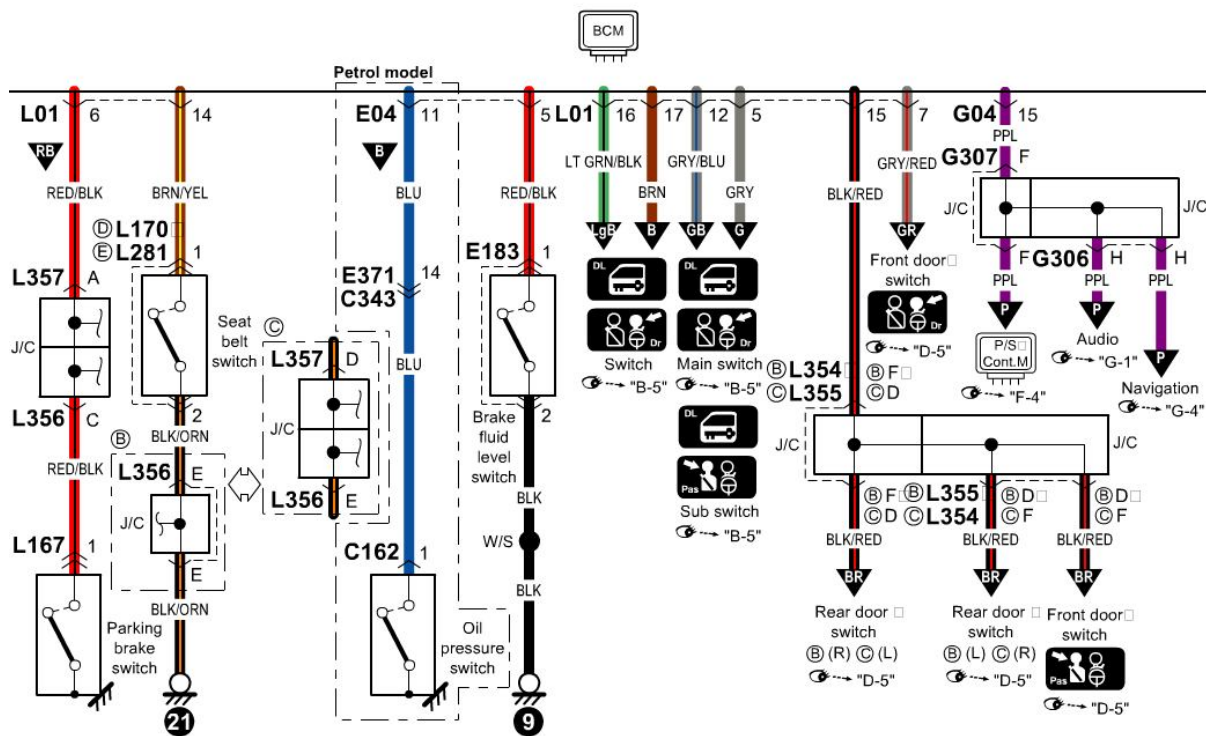 BCM
Petrol model
L01 6 14 E04 11 5 L01 16 17 12 5 15 7 G04 15
RB B PPL
G307 F
LT GRN/BLK GRY/BLU GRY/RED
RED/BLK BRN/YEL BLU RED/BLK BRN GRY BLK/RED
J/C J/C
Ⓓ L170□
Ⓔ L281 1
LgB B GB G GR
E183 1
Front door□
switch
F G306 H H
PPL PPL PPL
L357 A
E371 14
C343
DL DL
Dr Dr Dr
"D-5"
P P P
J/C
Seat
belt
switch
Ⓒ
L357 D
BLU
Switch
"B-5"
Main switch
"B-5"
P/S□
Cont.M
"F-4"
Audio
"G-1"
Navigation
"G-4"
Ⓑ L354□ Ⓑ F□
Ⓒ L355 Ⓒ D
L356 C
2
BLK/ORN
J/C
2
Brake
fluid
level
switch
DL
Pas
Sub switch
"B-5"
J/C J/C
Ⓑ
L356 E
RED/BLK
J/C
E
L356 E
BLK
W/S
BLK
Ⓑ F□ Ⓑ L355□ Ⓑ D□ Ⓑ D□
Ⓒ D Ⓒ L354 Ⓒ F Ⓒ F
BLK/RED BLK/RED BLK/RED
BR BR BR
L167 1
BLK/ORN
C162 1
Parking
brake
switch
Oil
pressure
switch
Rear door □
switch
Ⓑ (R) Ⓒ (L)
"D-5"
Rear door □
switch
Ⓑ (L) Ⓒ (R)
"D-5"
Front door□
switch
Pas
"D-5"
21 9